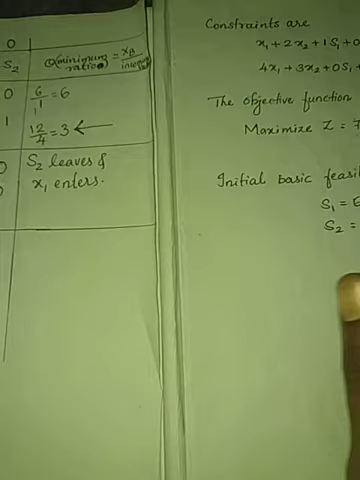 0
S₂ θ(minimum ratio) = x_B/
0 6/1 = 6
1
12/4 = 3 ←
S₂ leaves &
x₁ enters.
Constraints are
x₁ + 2x₂ + 1S₁ + 0
4x₁ + 3x₂ + 0S₁ +
The objective function
Maximize Z = 7
Initial basic feasi
S₁ = 6
S₂ =